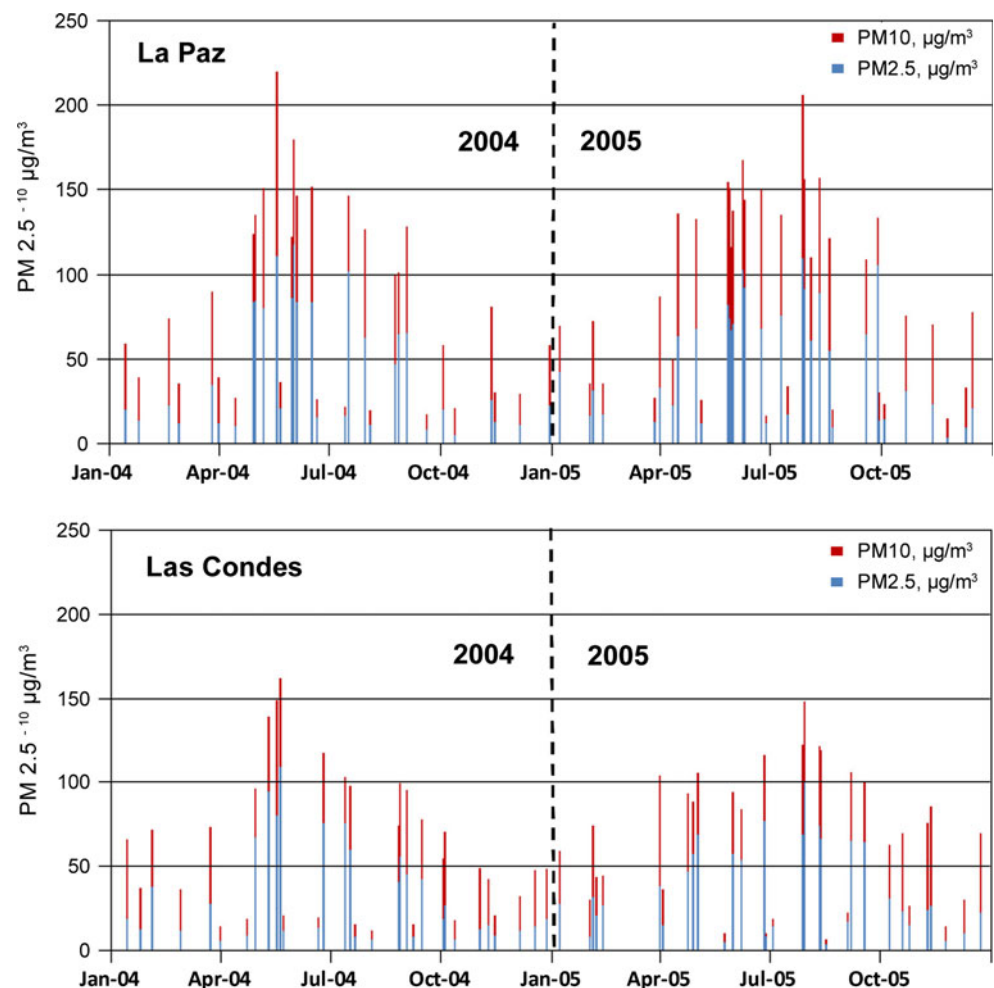 250
200
150
100
50
0
PM 2.5 - 10 µg/m³
La Paz
2004
2005
PM10, µg/m³
PM2.5, µg/m³
Jan-04 Apr-04 Jul-04 Oct-04 Jan-05 Apr-05 Jul-05 Oct-05
250
200
150
100
50
0
PM 2.5 - 10 µg/m³
Las Condes
2004
2005
PM10, µg/m³
PM2.5, µg/m³
Jan-04 Apr-04 Jul-04 Oct-04 Jan-05 Apr-05 Jul-05 Oct-05